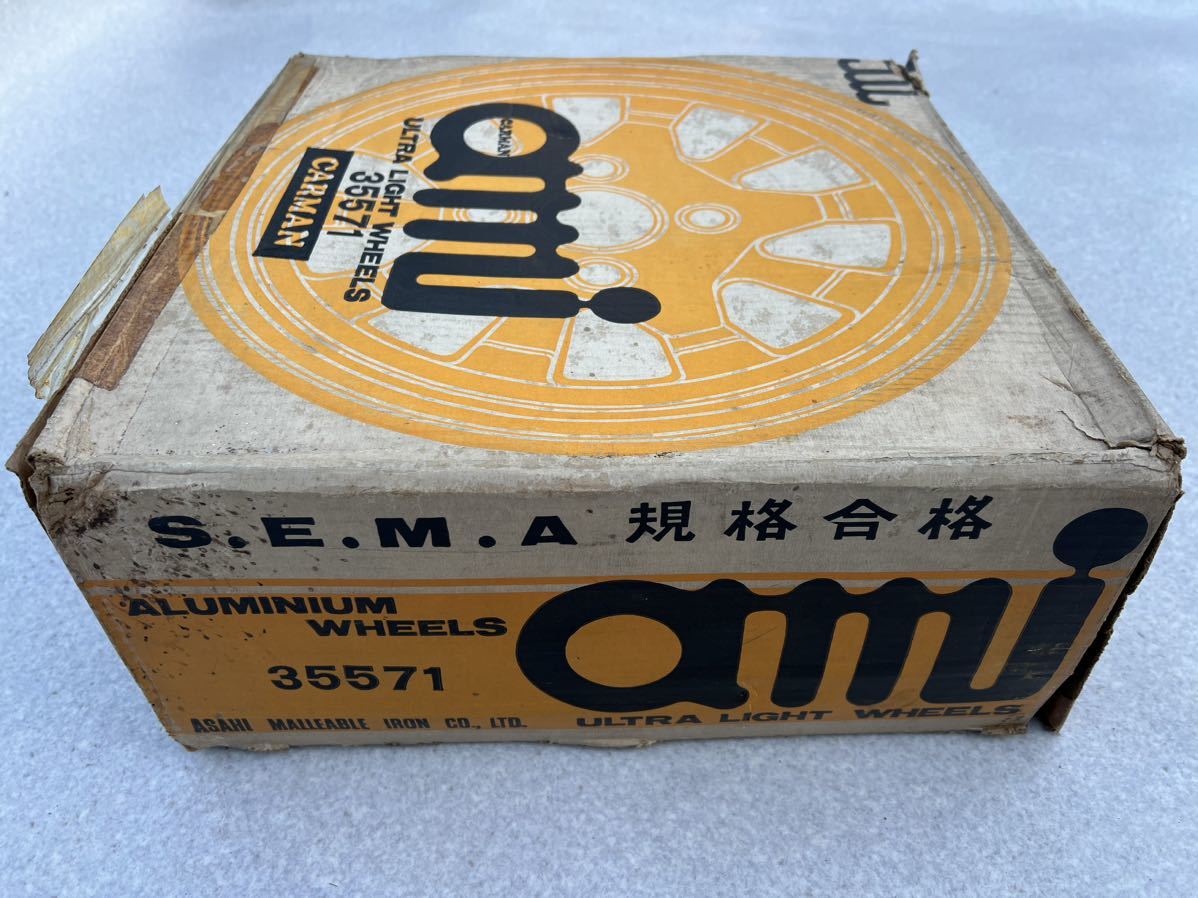 CARMAN
ami
ULTRA LIGHT WHEELS
35571
CARMAN
S.E.M.A 規格合格
ALUMINIUM
WHEELS
35571
ami
ASAHI MALLEABLE IRON CO., LTD.
ULTRA LIGHT WHEELS